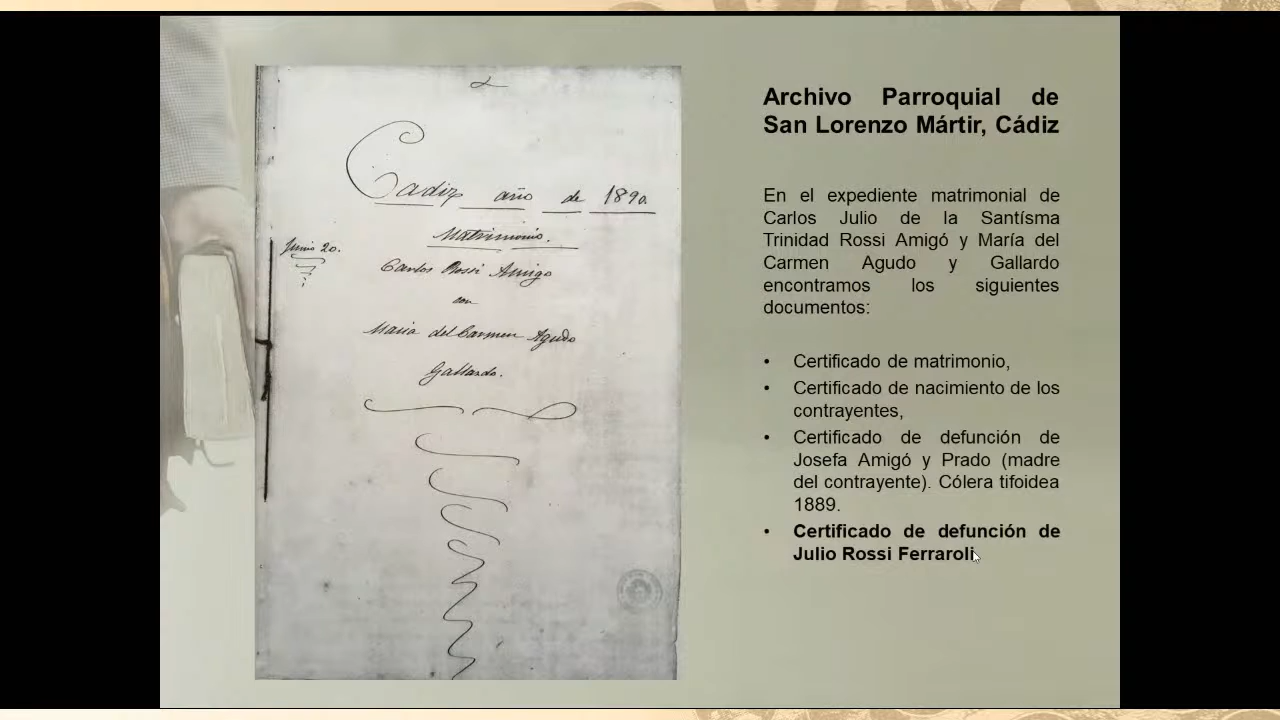 Cadiz año de 1890
Matrimonio.
Junio 20.
Carlos Rossi Amigo
con
Maria del Carmen Agudo
Gallardo.
Archivo Parroquial de
San Lorenzo Mártir, Cádiz
En el expediente matrimonial de
Carlos Julio de la Santísma
Trinidad Rossi Amigó y María del
Carmen Agudo y Gallardo
encontramos los siguientes
documentos:
• Certificado de matrimonio,
• Certificado de nacimiento de los
contrayentes,
• Certificado de defunción de
Josefa Amigó y Prado (madre
del contrayente). Cólera tifoidea
1889.
• Certificado de defunción de
Julio Rossi Ferraroli